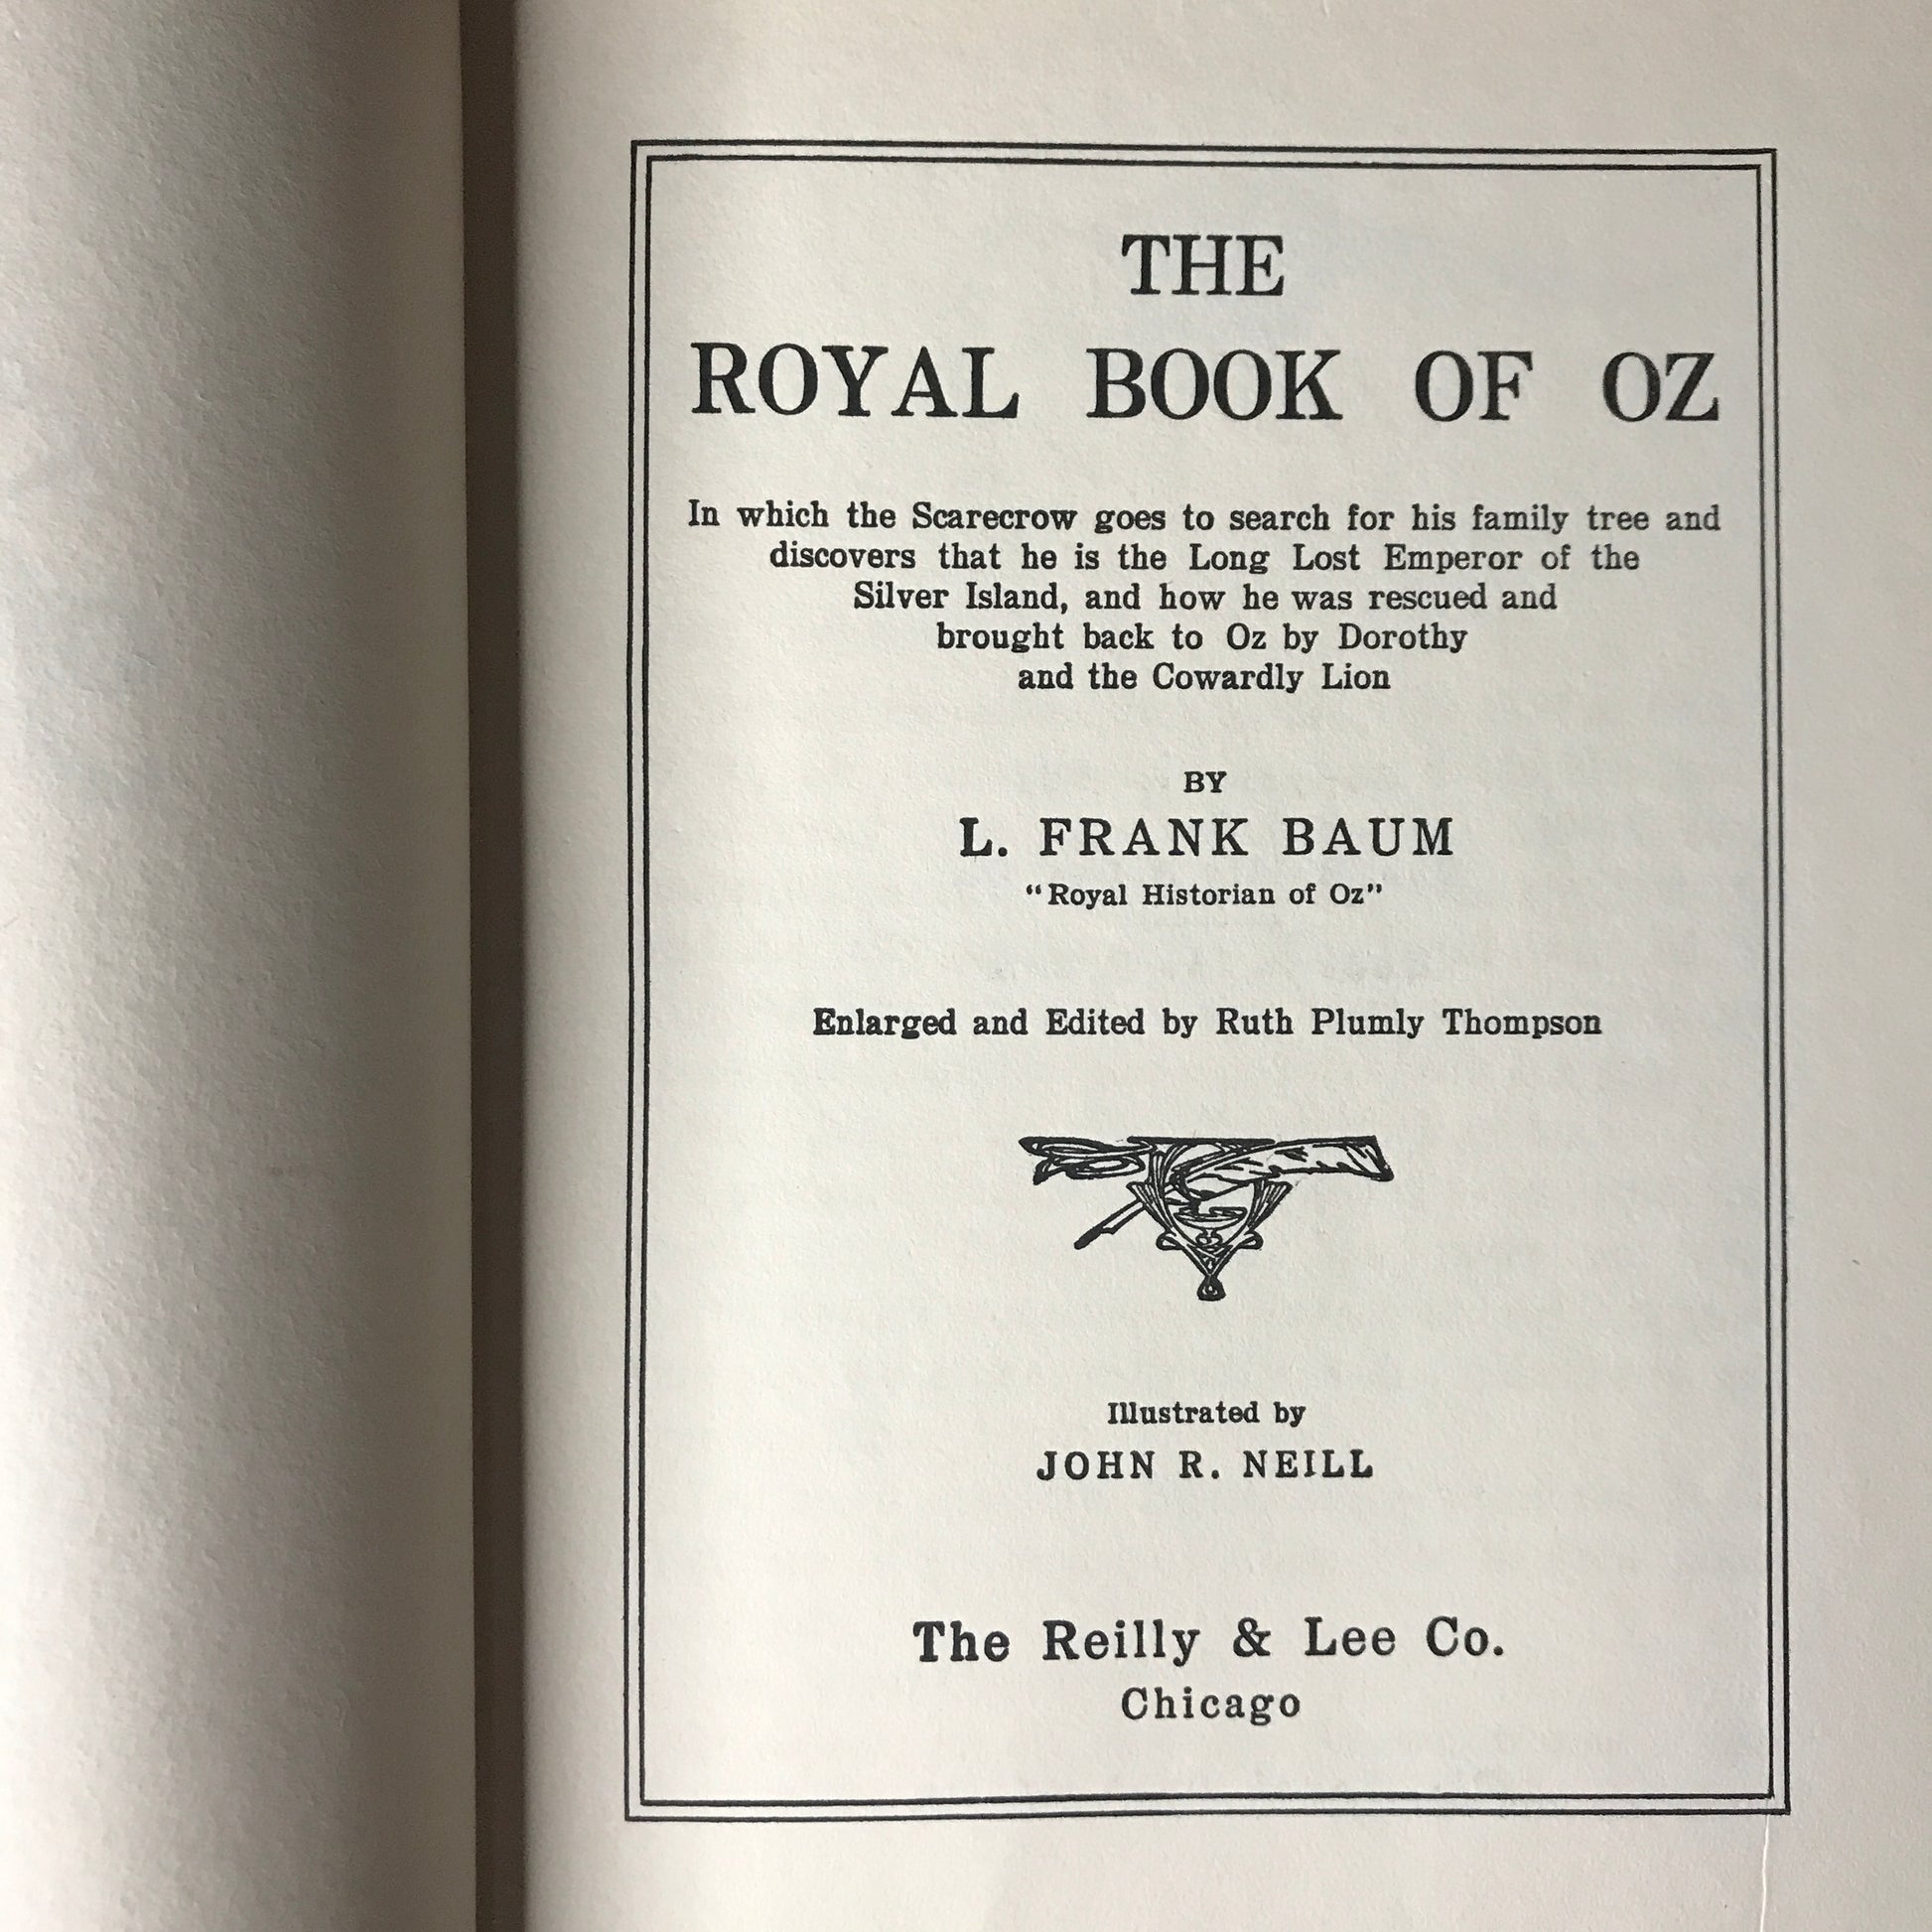 THE
ROYAL BOOK OF OZ
In which the Scarecrow goes to search for his family tree and
discovers that he is the Long Lost Emperor of the
Silver Island, and how he was rescued and
brought back to Oz by Dorothy
and the Cowardly Lion
BY
L. FRANK BAUM
"Royal Historian of Oz"
Enlarged and Edited by Ruth Plumly Thompson
Illustrated by
JOHN R. NEILL
The Reilly & Lee Co.
Chicago